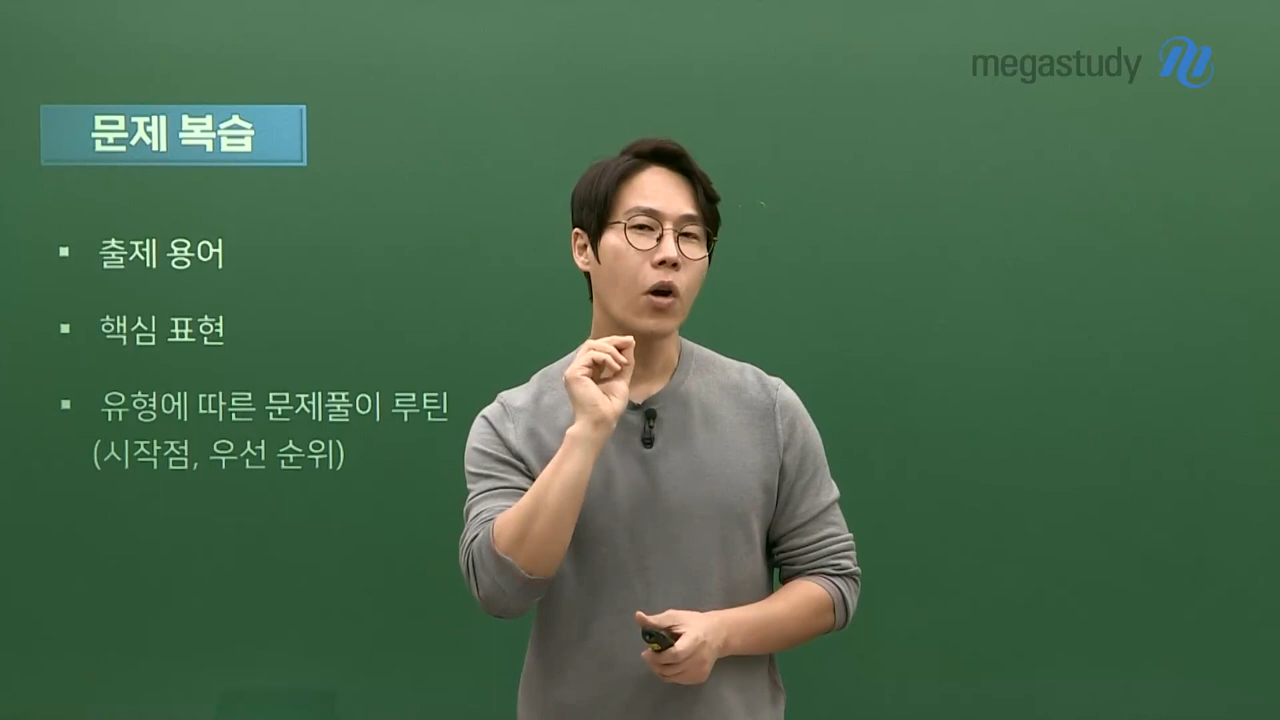 megastudy
문제 복습
▪ 출제 용어
▪ 핵심 표현
▪ 유형에 따른 문제풀이 루틴
(시작점, 우선 순위)